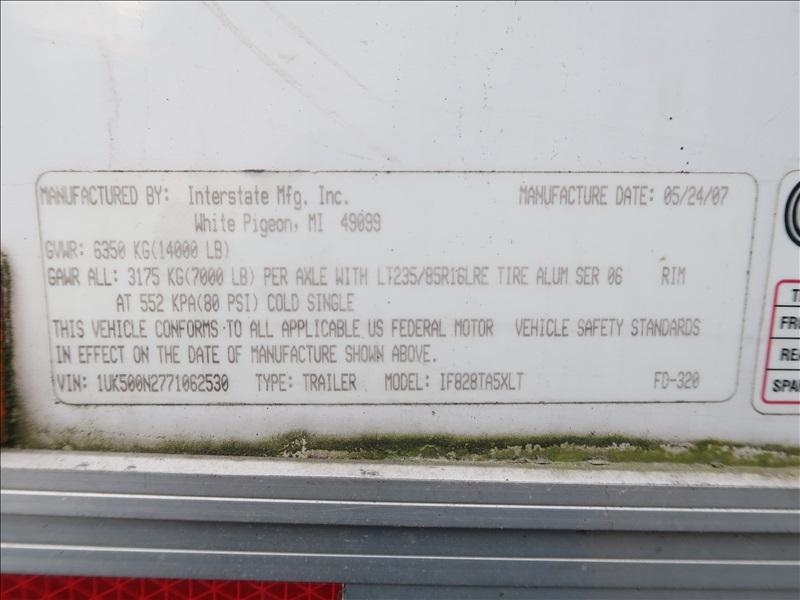 MANUFACTURED BY: Interstate Mfg. Inc. MANUFACTURE DATE: 05/24/07
White Pigeon, MI 49099
GVWR: 6350 KG(14000 LB)
GAWR ALL: 3175 KG(7000 LB) PER AXLE WITH LT235/85R16LRE TIRE ALUM SER 06 RIM
AT 552 KPA(80 PSI) COLD SINGLE
THIS VEHICLE CONFORMS TO ALL APPLICABLE US FEDERAL MOTOR VEHICLE SAFETY STANDARDS
IN EFFECT ON THE DATE OF MANUFACTURE SHOWN ABOVE.
VIN: 1UK500N2771062530 TYPE: TRAILER MODEL: IF828TA5XLT FD-320